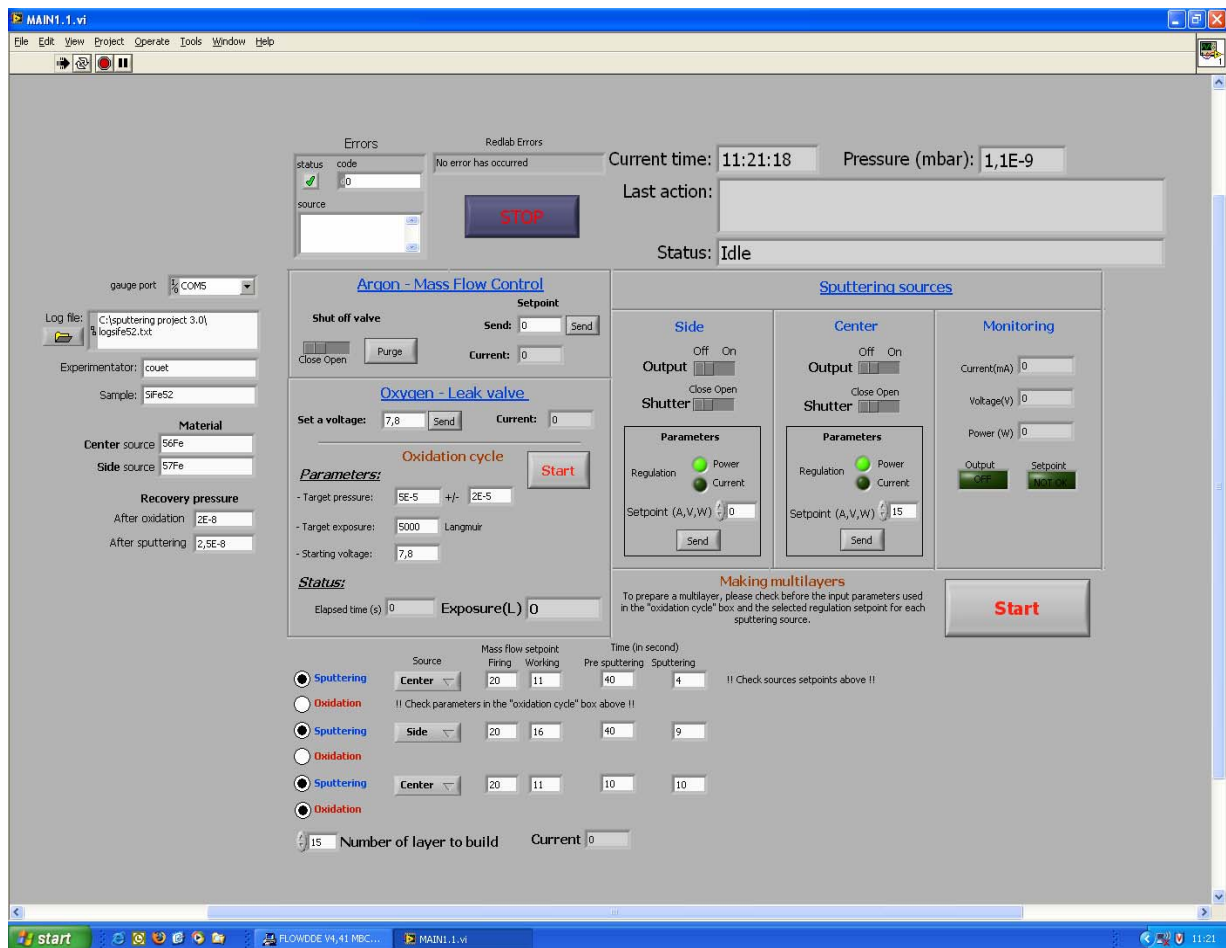 MAIN1.1.vi
File Edit View Project Operate Tools Window Help
1
Errors
Redlab Errors
status code
0
No error has occurred
source
STOP
Current time: 11:21:18
Pressure (mbar): 1,1E-9
Last action:
Status: Idle
gauge port COM5
Log file: C:\sputtering project 3.0\
logsife52.txt
Experimentator: couet
Sample: SiFe52
Material
Center source 56Fe
Side source 57Fe
Recovery pressure
After oxidation 2E-8
After sputtering 2,5E-8
Argon - Mass Flow Control
Setpoint
Shut off valve
Send: 0 Send
Close Open
Purge
Current: 0
Oxygen - Leak valve
Set a voltage: 7,8 Send Current: 0
Oxidation cycle
Start
Parameters:
- Target pressure: 5E-5 +/- 2E-5
- Target exposure: 5000 Langmuir
- Starting voltage: 7,8
Status:
Elapsed time (s) 0 Exposure(L) 0
Sputtering sources
Side
Off On
Output
Close Open
Shutter
Parameters
Regulation
Power
Current
Setpoint (A,V,W) 0
Send
Center
Off On
Output
Close Open
Shutter
Parameters
Regulation
Power
Current
Setpoint (A,V,W) 15
Send
Monitoring
Current(mA) 0
Voltage(V) 0
Power (W) 0
Output Setpoint
OFF NOT OK
Making multilayers
To prepare a multilayer, please check before the input parameters used
in the "oxidation cycle" box and the selected regulation setpoint for each
sputtering source.
Start
Mass flow setpoint Time (in second)
Source Firing Working Pre sputtering Sputtering
Sputtering Center 20 11 40 4 !! Check sources setpoints above !!
Oxidation !! Check parameters in the "oxidation cycle" box above !!
Sputtering Side 20 16 40 9
Oxidation
Sputtering Center 20 11 10 10
Oxidation
15 Number of layer to build Current 0
start
FLOWDDE V4,41 MBC...
MAIN1.1.vi
11:21